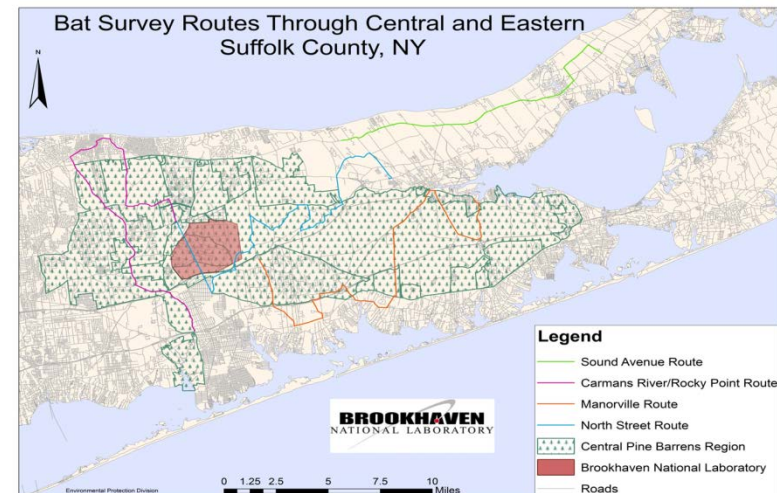 Bat Survey Routes Through Central and Eastern
Suffolk County, NY
N
Legend
Sound Avenue Route
Carmans River/Rocky Point Route
Manorville Route
North Street Route
Central Pine Barrens Region
Brookhaven National Laboratory
Roads
BROOKHAVEN
NATIONAL LABORATORY
Environmental Protection Division
0 1.25 2.5 5 7.5 10
Miles